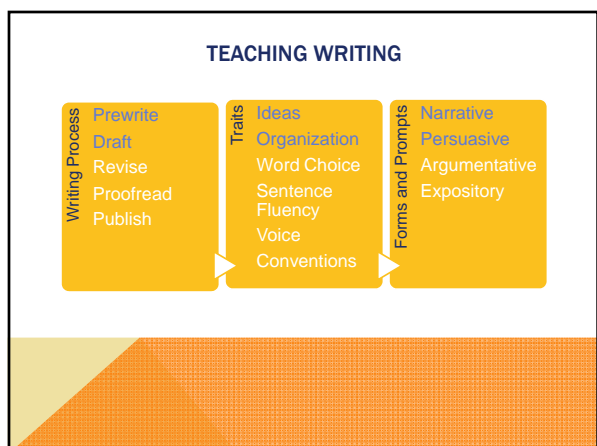 TEACHING WRITING
Writing Process
Prewrite
Draft
Revise
Proofread
Publish
Traits
Ideas
Organization
Word Choice
Sentence
Fluency
Voice
Conventions
Forms and Prompts
Narrative
Persuasive
Argumentative
Expository